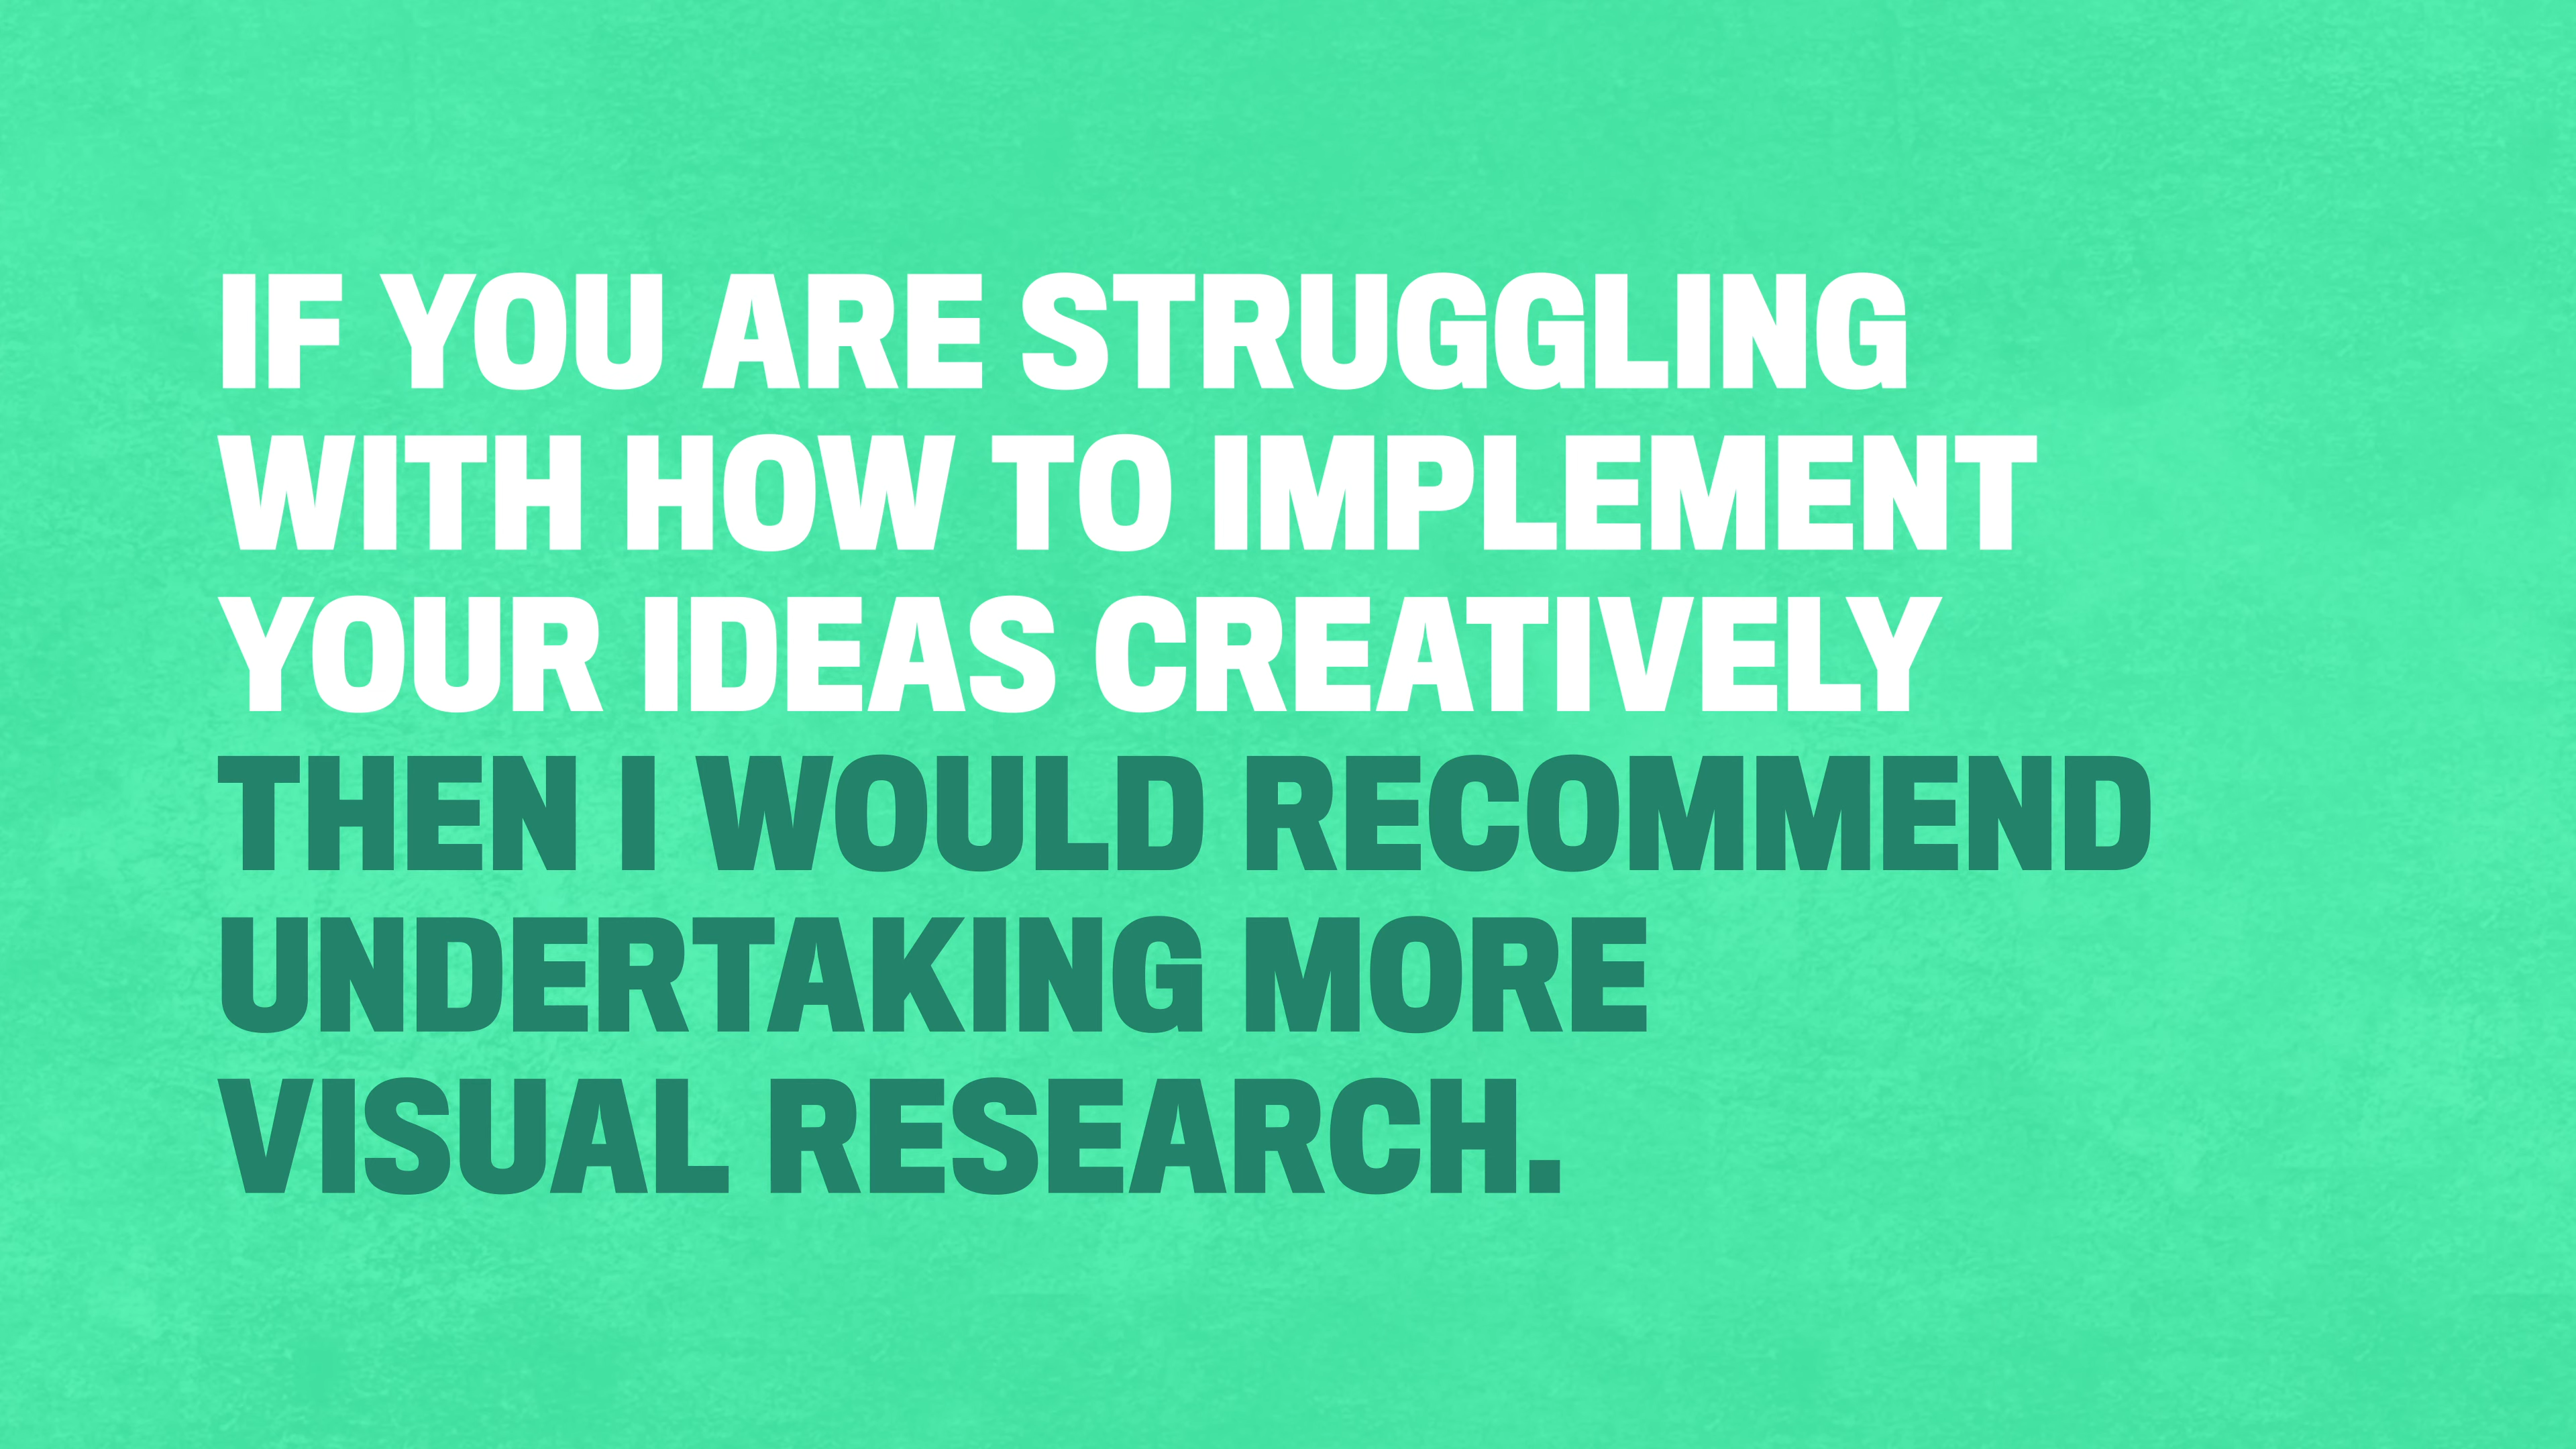 IF YOU ARE STRUGGLING
WITH HOW TO IMPLEMENT
YOUR IDEAS CREATIVELY
THEN I WOULD RECOMMEND
UNDERTAKING MORE
VISUAL RESEARCH.